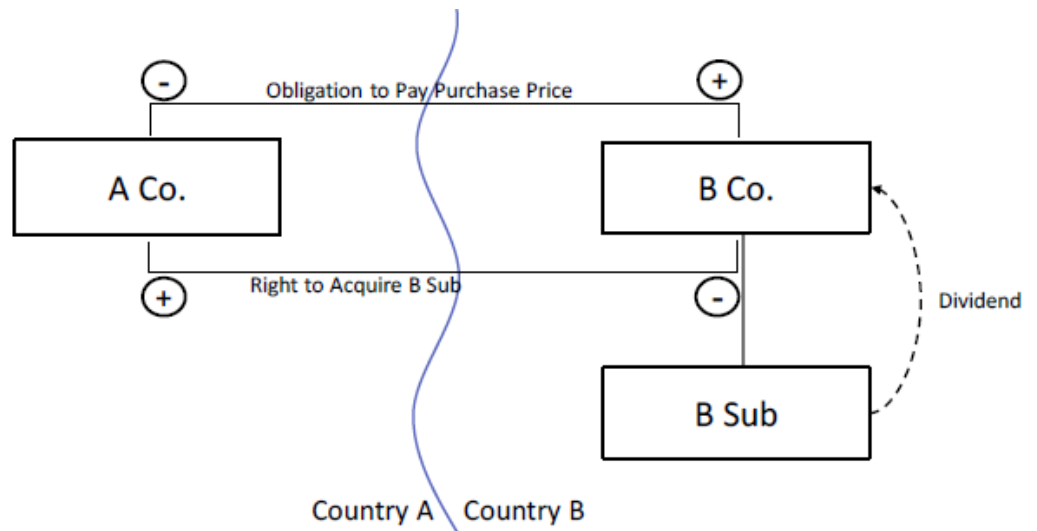 -
+
Obligation to Pay Purchase Price
A Co.
B Co.
Right to Acquire B Sub
+
-
Dividend
B Sub
Country A
Country B